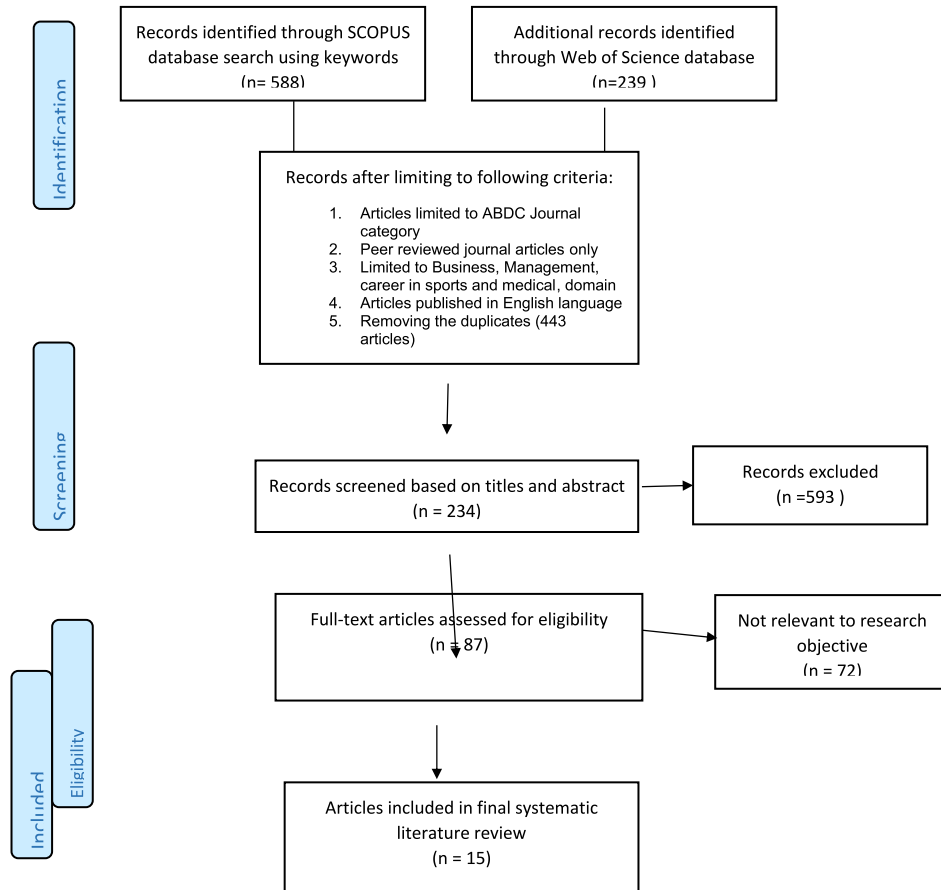 Identification
Records identified through SCOPUS
database search using keywords
(n= 588)
Additional records identified
through Web of Science database
(n=239 )
Records after limiting to following criteria:
1. Articles limited to ABDC Journal
category
2. Peer reviewed journal articles only
3. Limited to Business, Management,
career in sports and medical, domain
4. Articles published in English language
5. Removing the duplicates (443
articles)
Screening
Records screened based on titles and abstract
(n = 234)
Records excluded
(n =593 )
Eligibility
Full-text articles assessed for eligibility
(n = 87)
Not relevant to research
objective
(n = 72)
Included
Articles included in final systematic
literature review
(n = 15)